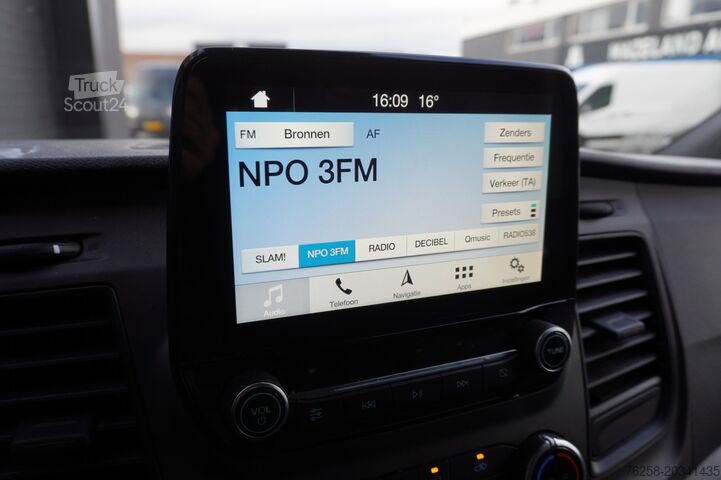 Truck
Scout24
MAZELAND A
16:09 16°
FM Bronnen AF
Zenders
NPO 3FM
Frequentie
Verkeer (TA)
Presets
SLAM! NPO 3FM RADIO DECIBEL Qmusic RADIO538
Audio Telefoon Navigatie Apps Instellingen
VOL
TUNE
76258-20341435